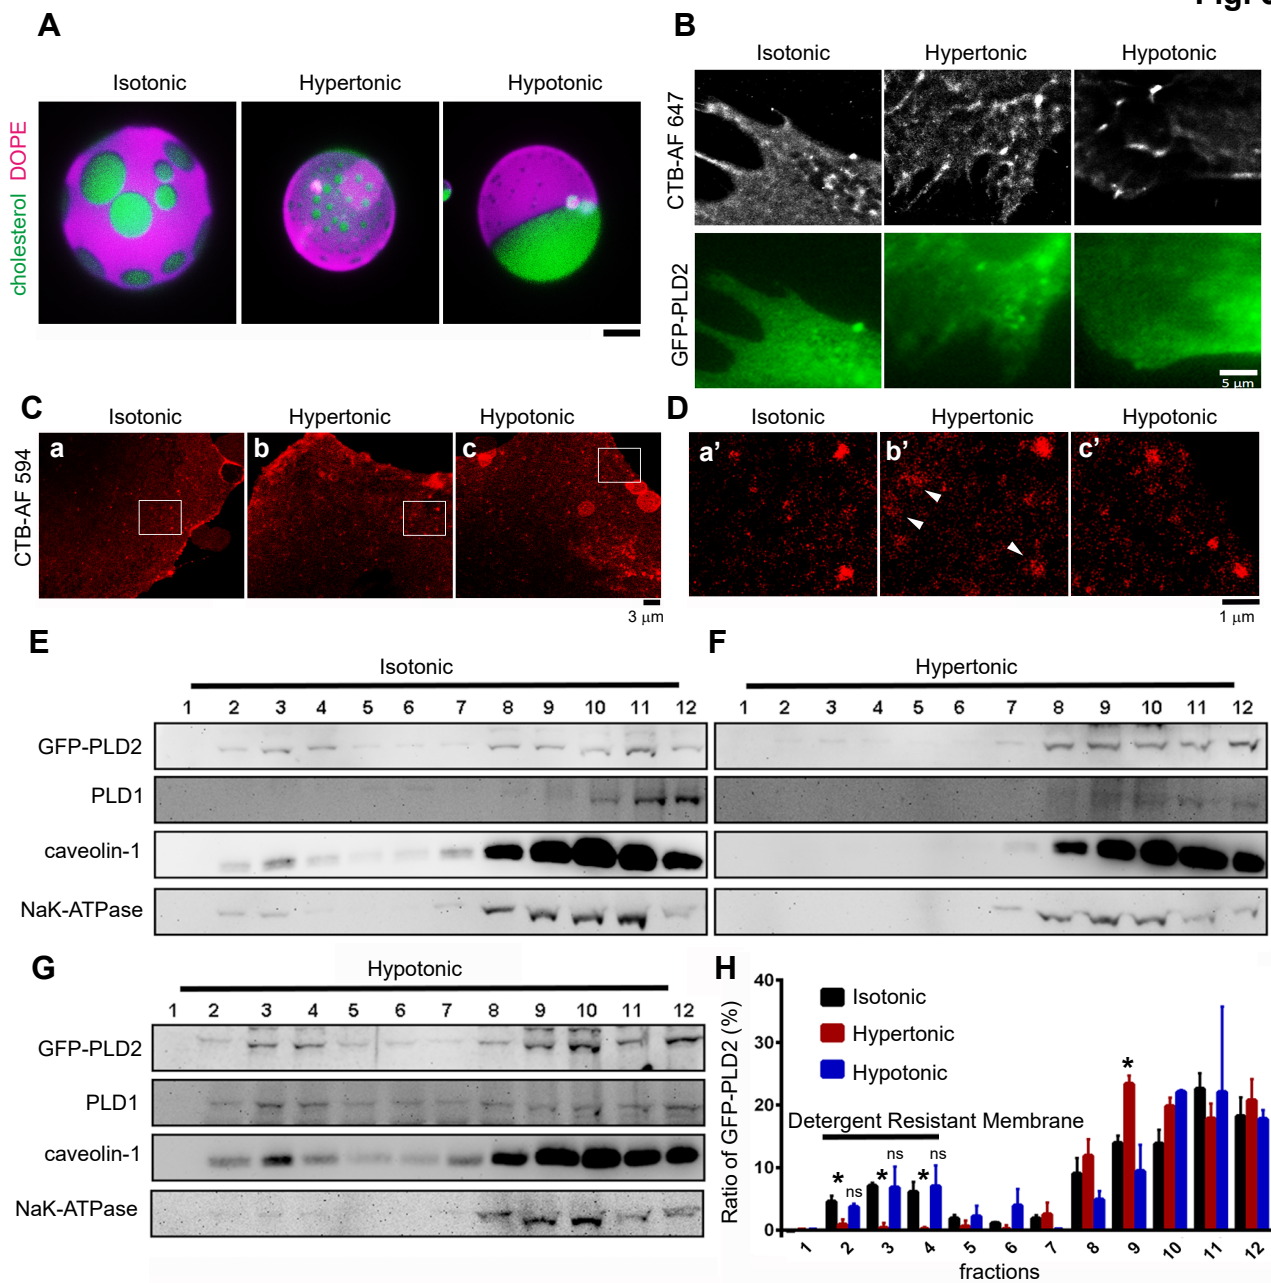 A
B
Isotonic
Hypertonic
Hypotonic
cholesterol DOPE
Isotonic
Hypertonic
Hypotonic
CTB-AF 647
GFP-PLD2
5 µm
C
D
Isotonic
Hypertonic
Hypotonic
CTB-AF 594
a
b
c
3 µm
Isotonic
Hypertonic
Hypotonic
a’
b’
c’
1 µm
E
Isotonic
1 2 3 4 5 6 7 8 9 10 11 12
GFP-PLD2
PLD1
caveolin-1
NaK-ATPase
F
Hypertonic
1 2 3 4 5 6 7 8 9 10 11 12
G
Hypotonic
1 2 3 4 5 6 7 8 9 10 11 12
GFP-PLD2
PLD1
caveolin-1
NaK-ATPase
H
Ratio of GFP-PLD2 (%)
40
30
20
10
0
Isotonic
Hypertonic
Hypotonic
Detergent Resistant Membrane
* ns * ns * ns *
1 2 3 4 5 6 7 8 9 10 11 12
fractions